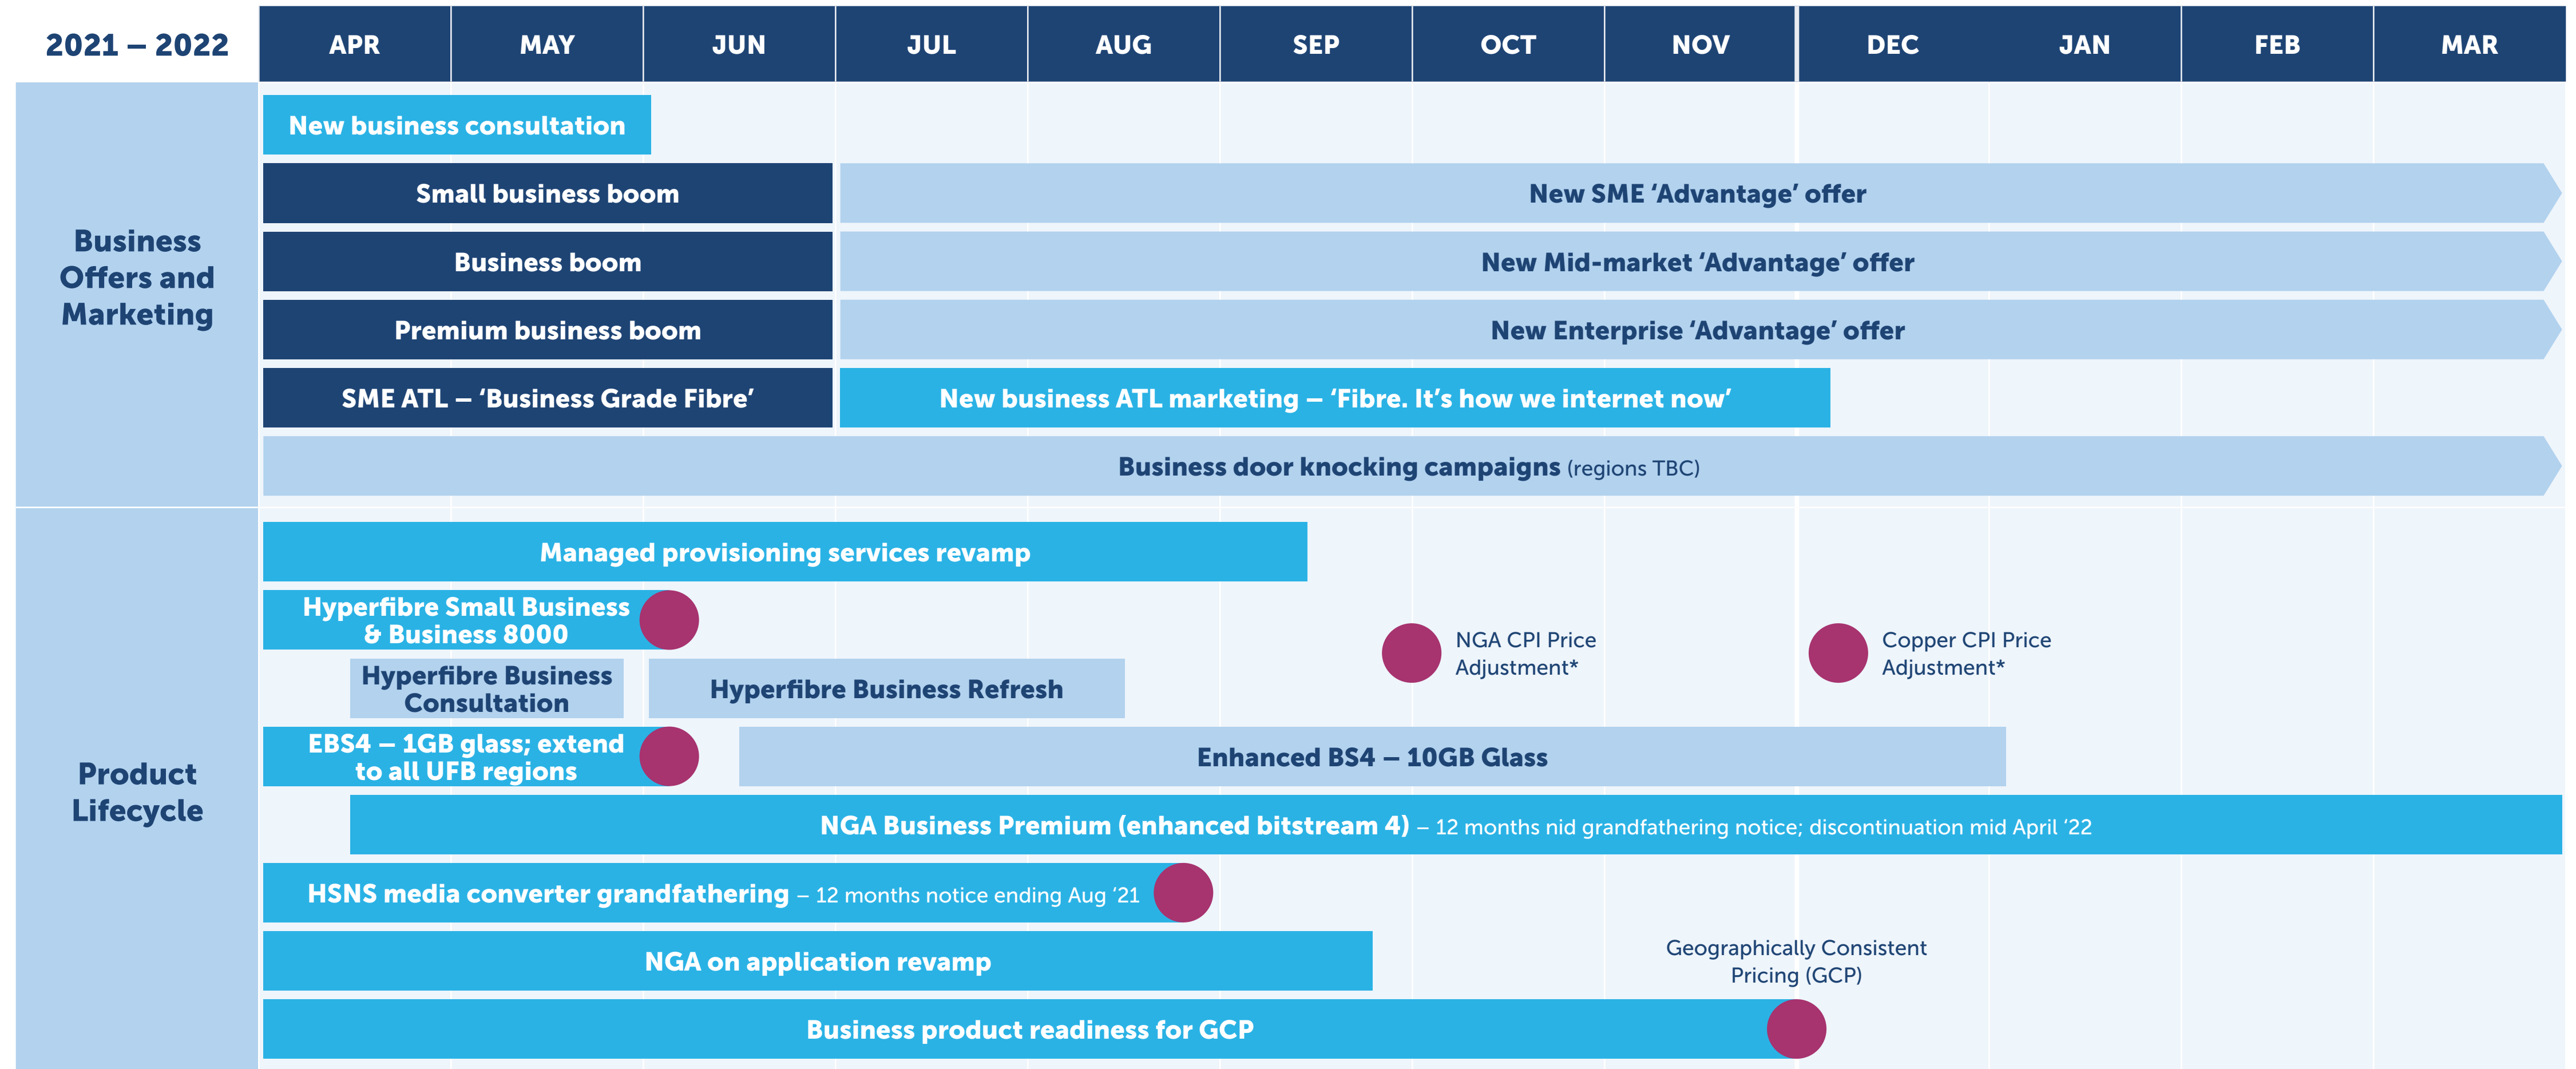 2021 – 2022 APR MAY JUN JUL AUG SEP OCT NOV DEC JAN FEB MAR
Business
Offers and
Marketing
New business consultation
Small business boom
New SME ‘Advantage’ offer
Business boom
New Mid-market ‘Advantage’ offer
Premium business boom
New Enterprise ‘Advantage’ offer
SME ATL – ‘Business Grade Fibre’
New business ATL marketing – ‘Fibre. It’s how we internet now’
Business door knocking campaigns (regions TBC)
Product
Lifecycle
Managed provisioning services revamp
Hyperfibre Small Business
& Business 8000
NGA CPI Price
Adjustment*
Copper CPI Price
Adjustment*
Hyperfibre Business
Consultation
Hyperfibre Business Refresh
EBS4 – 1GB glass; extend
to all UFB regions
Enhanced BS4 – 10GB Glass
NGA Business Premium (enhanced bitstream 4) – 12 months nid grandfathering notice; discontinuation mid April ‘22
HSNS media converter grandfathering – 12 months notice ending Aug ‘21
NGA on application revamp
Geographically Consistent
Pricing (GCP)
Business product readiness for GCP